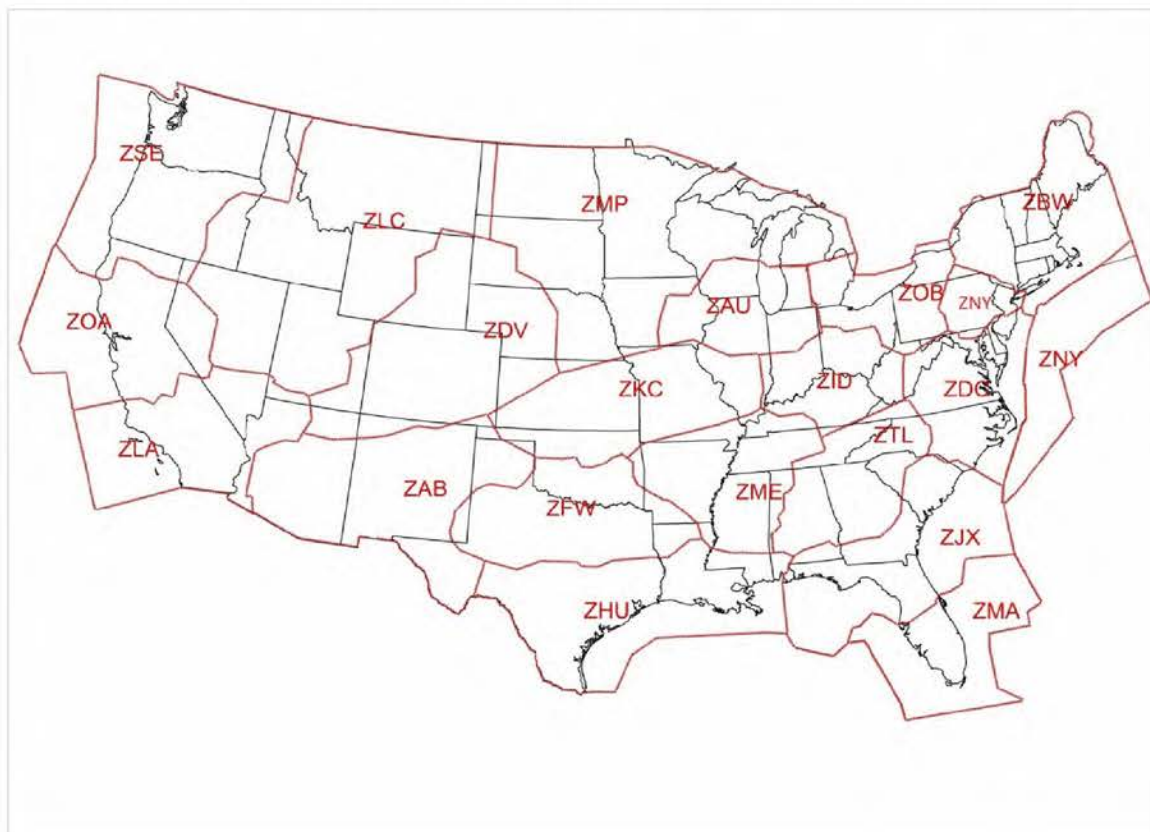 ZSE
ZLC
ZMP
ZBW
ZOA
ZDV
ZAU
ZOB
ZNY
ZNY
ZKC
ZID
ZDC
ZLA
ZTL
ZAB
ZFW
ZME
ZJX
ZHU
ZMA